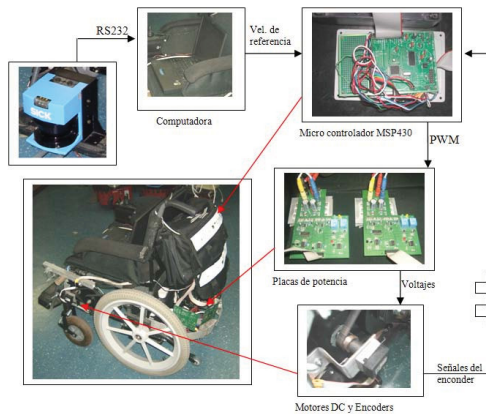 RS232
Vel. de
referencia
SICK
Computadora
Micro controlador MSP430
PWM
Placas de potencia
Voltajes
Señales del
enconder
Motores DC y Encoders